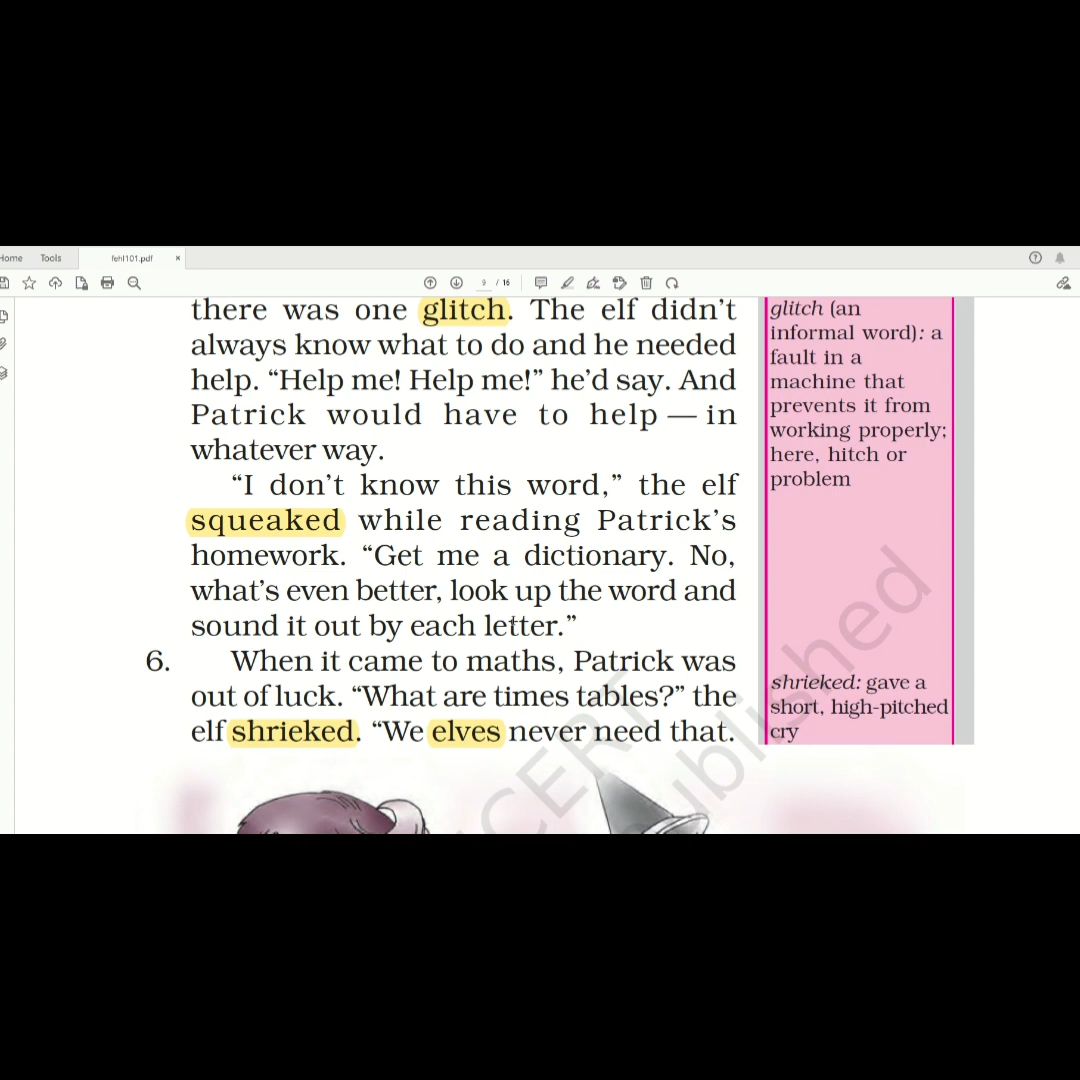 Home Tools fehl101.pdf ×
9 / 16
there was one glitch. The elf didn't
always know what to do and he needed
help. “Help me! Help me!” he’d say. And
Patrick would have to help — in
whatever way.
“I don’t know this word,” the elf
squeaked while reading Patrick’s
homework. “Get me a dictionary. No,
what’s even better, look up the word and
sound it out by each letter.”
6. When it came to maths, Patrick was
out of luck. “What are times tables?” the
elf shrieked. “We elves never need that.
glitch (an
informal word): a
fault in a
machine that
prevents it from
working properly;
here, hitch or
problem
shrieked: gave a
short, high-pitched
cry
CERT
ublished